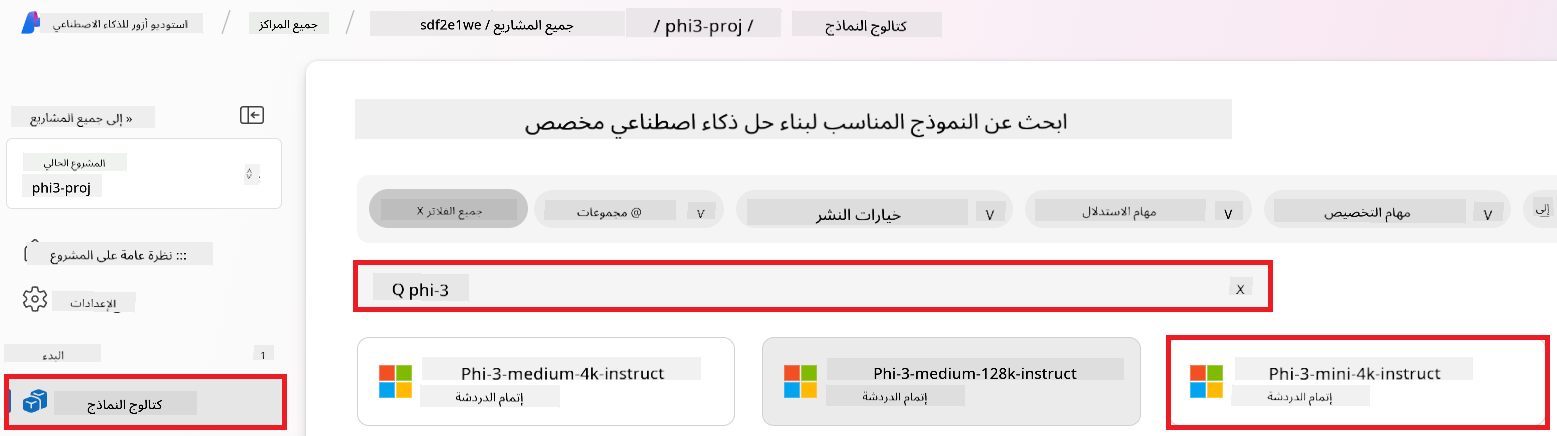 استوديو أزور للذكاء الاصطناعي / جميع المراكز / جميع المشاريع / sdf2e1we / phi3-proj / كتالوج النماذج
» إلى جميع المشاريع
المشروع الحالي
phi3-proj
::: نظرة عامة على المشروع
الإعدادات
البدء 1
كتالوج النماذج
ابحث عن النموذج المناسب لبناء حل ذكاء اصطناعي مخصص
جميع الفلاتر X
@ مجموعات V
خيارات النشر V
مهام الاستدلال V
مهام التخصيص V
إلى
Q phi-3 X
Phi-3-medium-4k-instruct
إتمام الدردشة
Phi-3-medium-128k-instruct
إتمام الدردشة
Phi-3-mini-4k-instruct
إتمام الدردشة